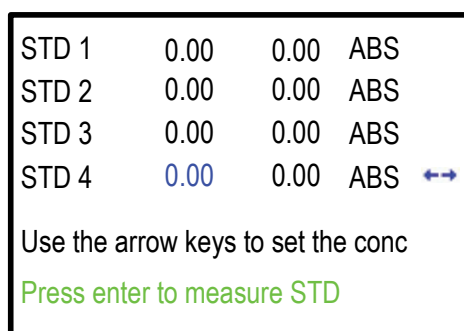 STD 1 0.00 0.00 ABS
STD 2 0.00 0.00 ABS
STD 3 0.00 0.00 ABS
STD 4 0.00 0.00 ABS
Use the arrow keys to set the conc
Press enter to measure STD